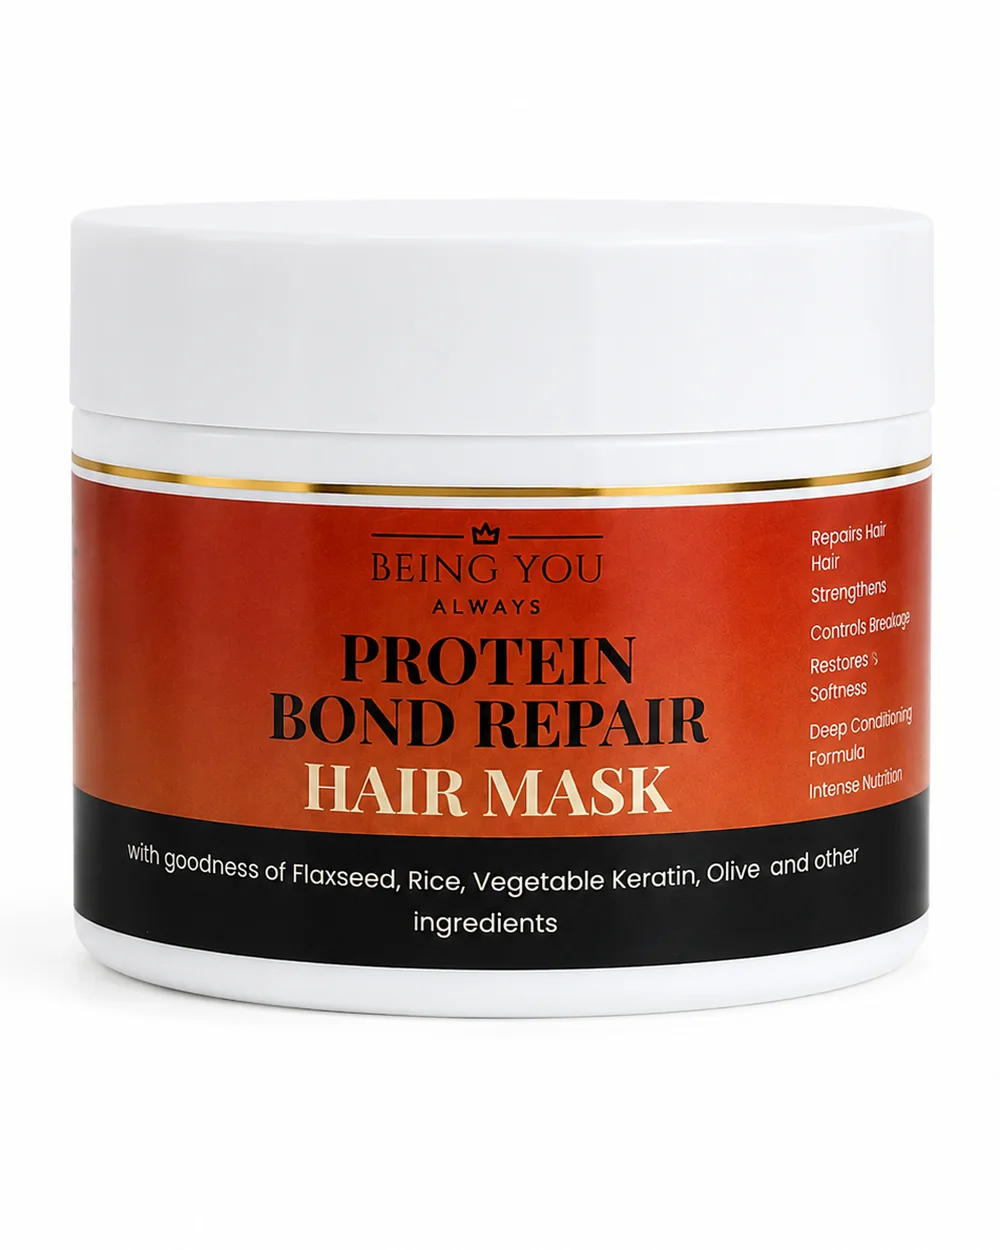 BEING YOU
ALWAYS
PROTEIN
BOND REPAIR
HAIR MASK
with goodness of Flaxseed, Rice, Vegetable Keratin, Olive and other
ingredients
Repairs Hair
Hair
Strengthens
Controls Breakage
Restores
Softness
Deep Conditioning
Formula
Intense Nutrition